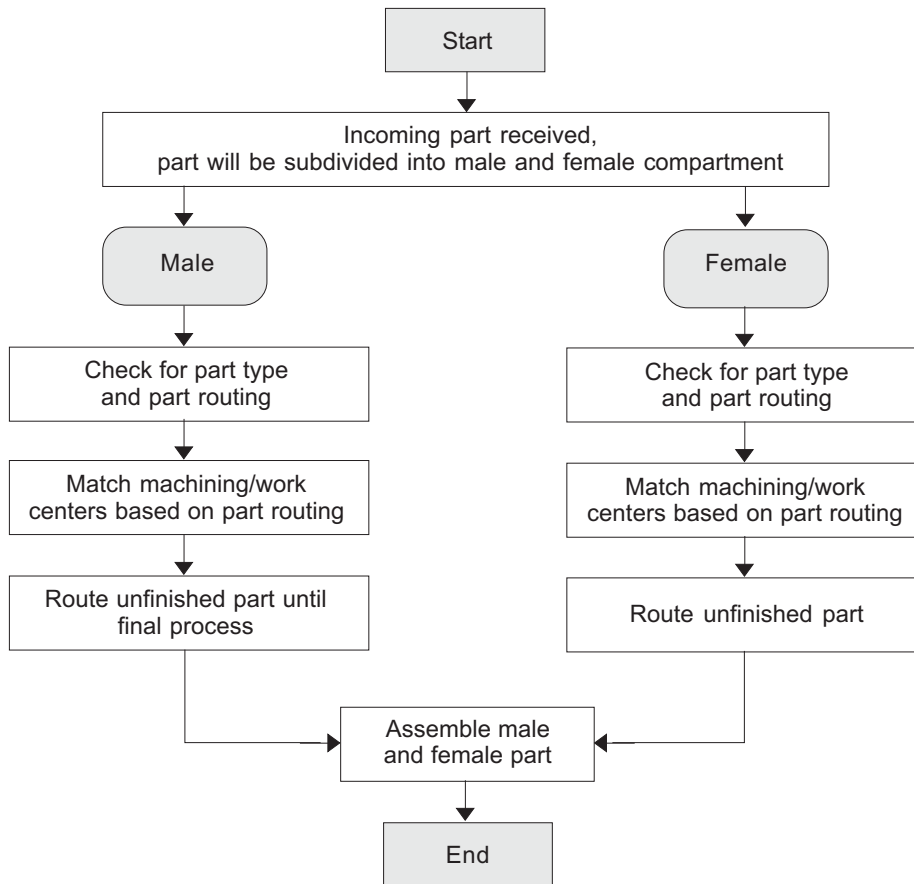 Start
Incoming part received,
part will be subdivided into male and female compartment
Male
Female
Check for part type
and part routing
Check for part type
and part routing
Match machining/work
centers based on part routing
Match machining/work
centers based on part routing
Route unfinished part until
final process
Route unfinished part
Assemble male
and female part
End